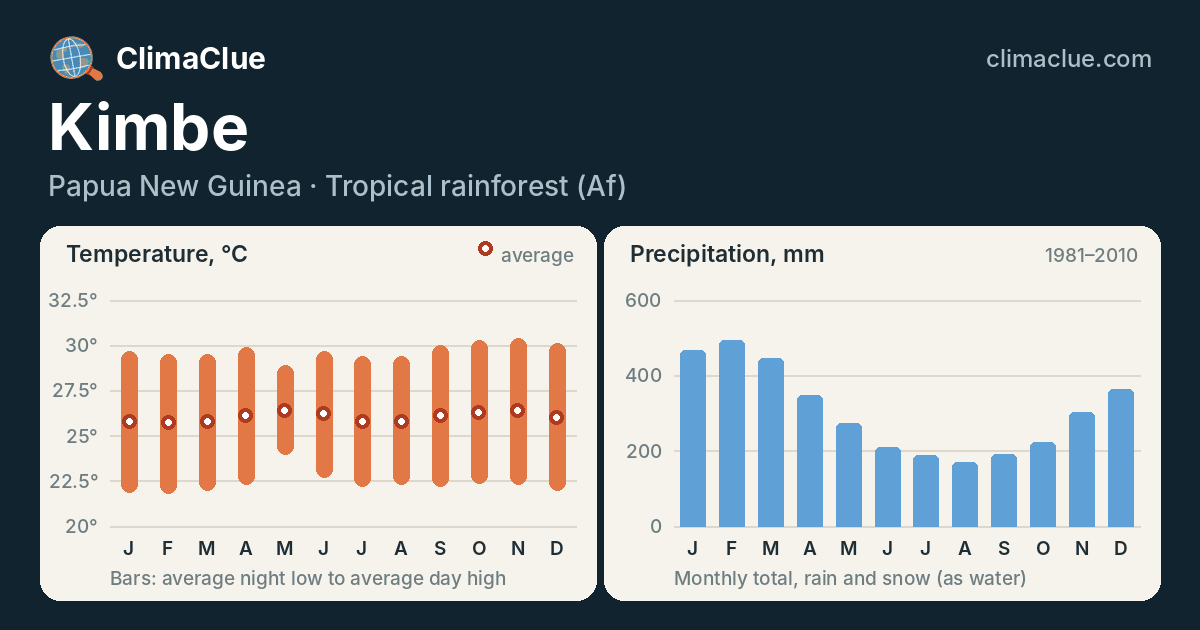 ClimaClue
climaclue.com
Kimbe
Papua New Guinea · Tropical rainforest (Af)
Temperature, °C
average
32.5°
30°
27.5°
25°
22.5°
20°
J F M A M J J A S O N D
Bars: average night low to average day high
Precipitation, mm
1981–2010
600
400
200
0
J F M A M J J A S O N D
Monthly total, rain and snow (as water)